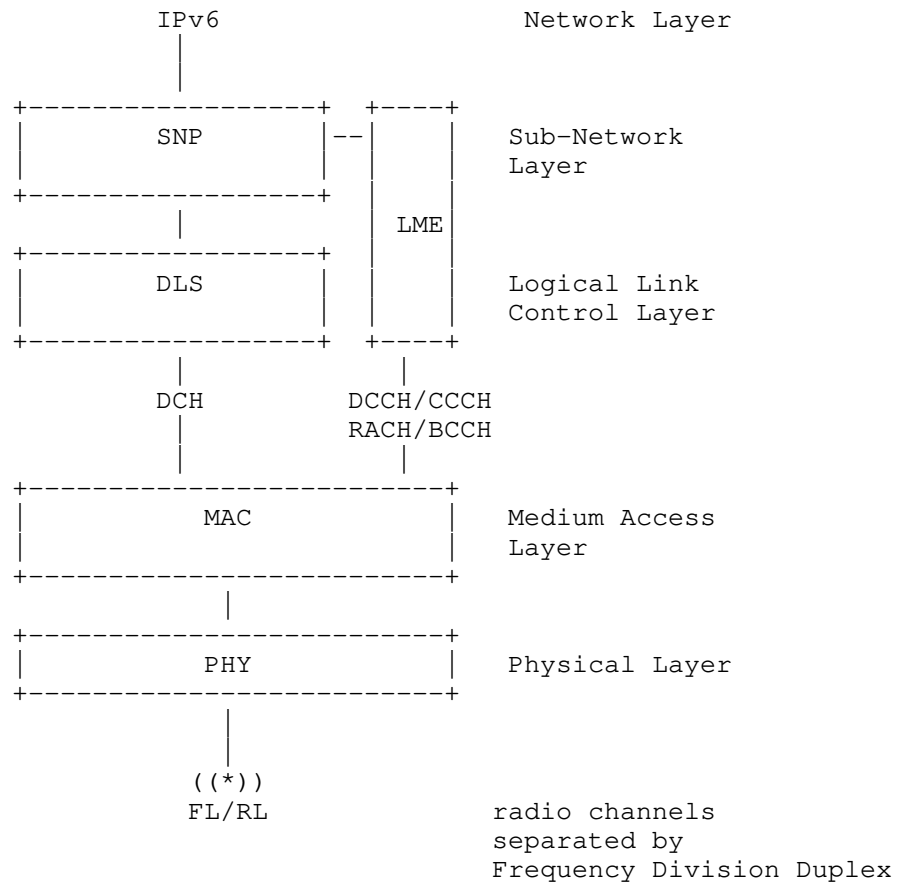 IPv6 Network Layer
SNP Sub-Network
Layer
LME
DLS Logical Link
Control Layer
DCH DCCH/CCCH
RACH/BCCH
MAC Medium Access
Layer
PHY Physical Layer
((*))
FL/RL radio channels
separated by
Frequency Division Duplex